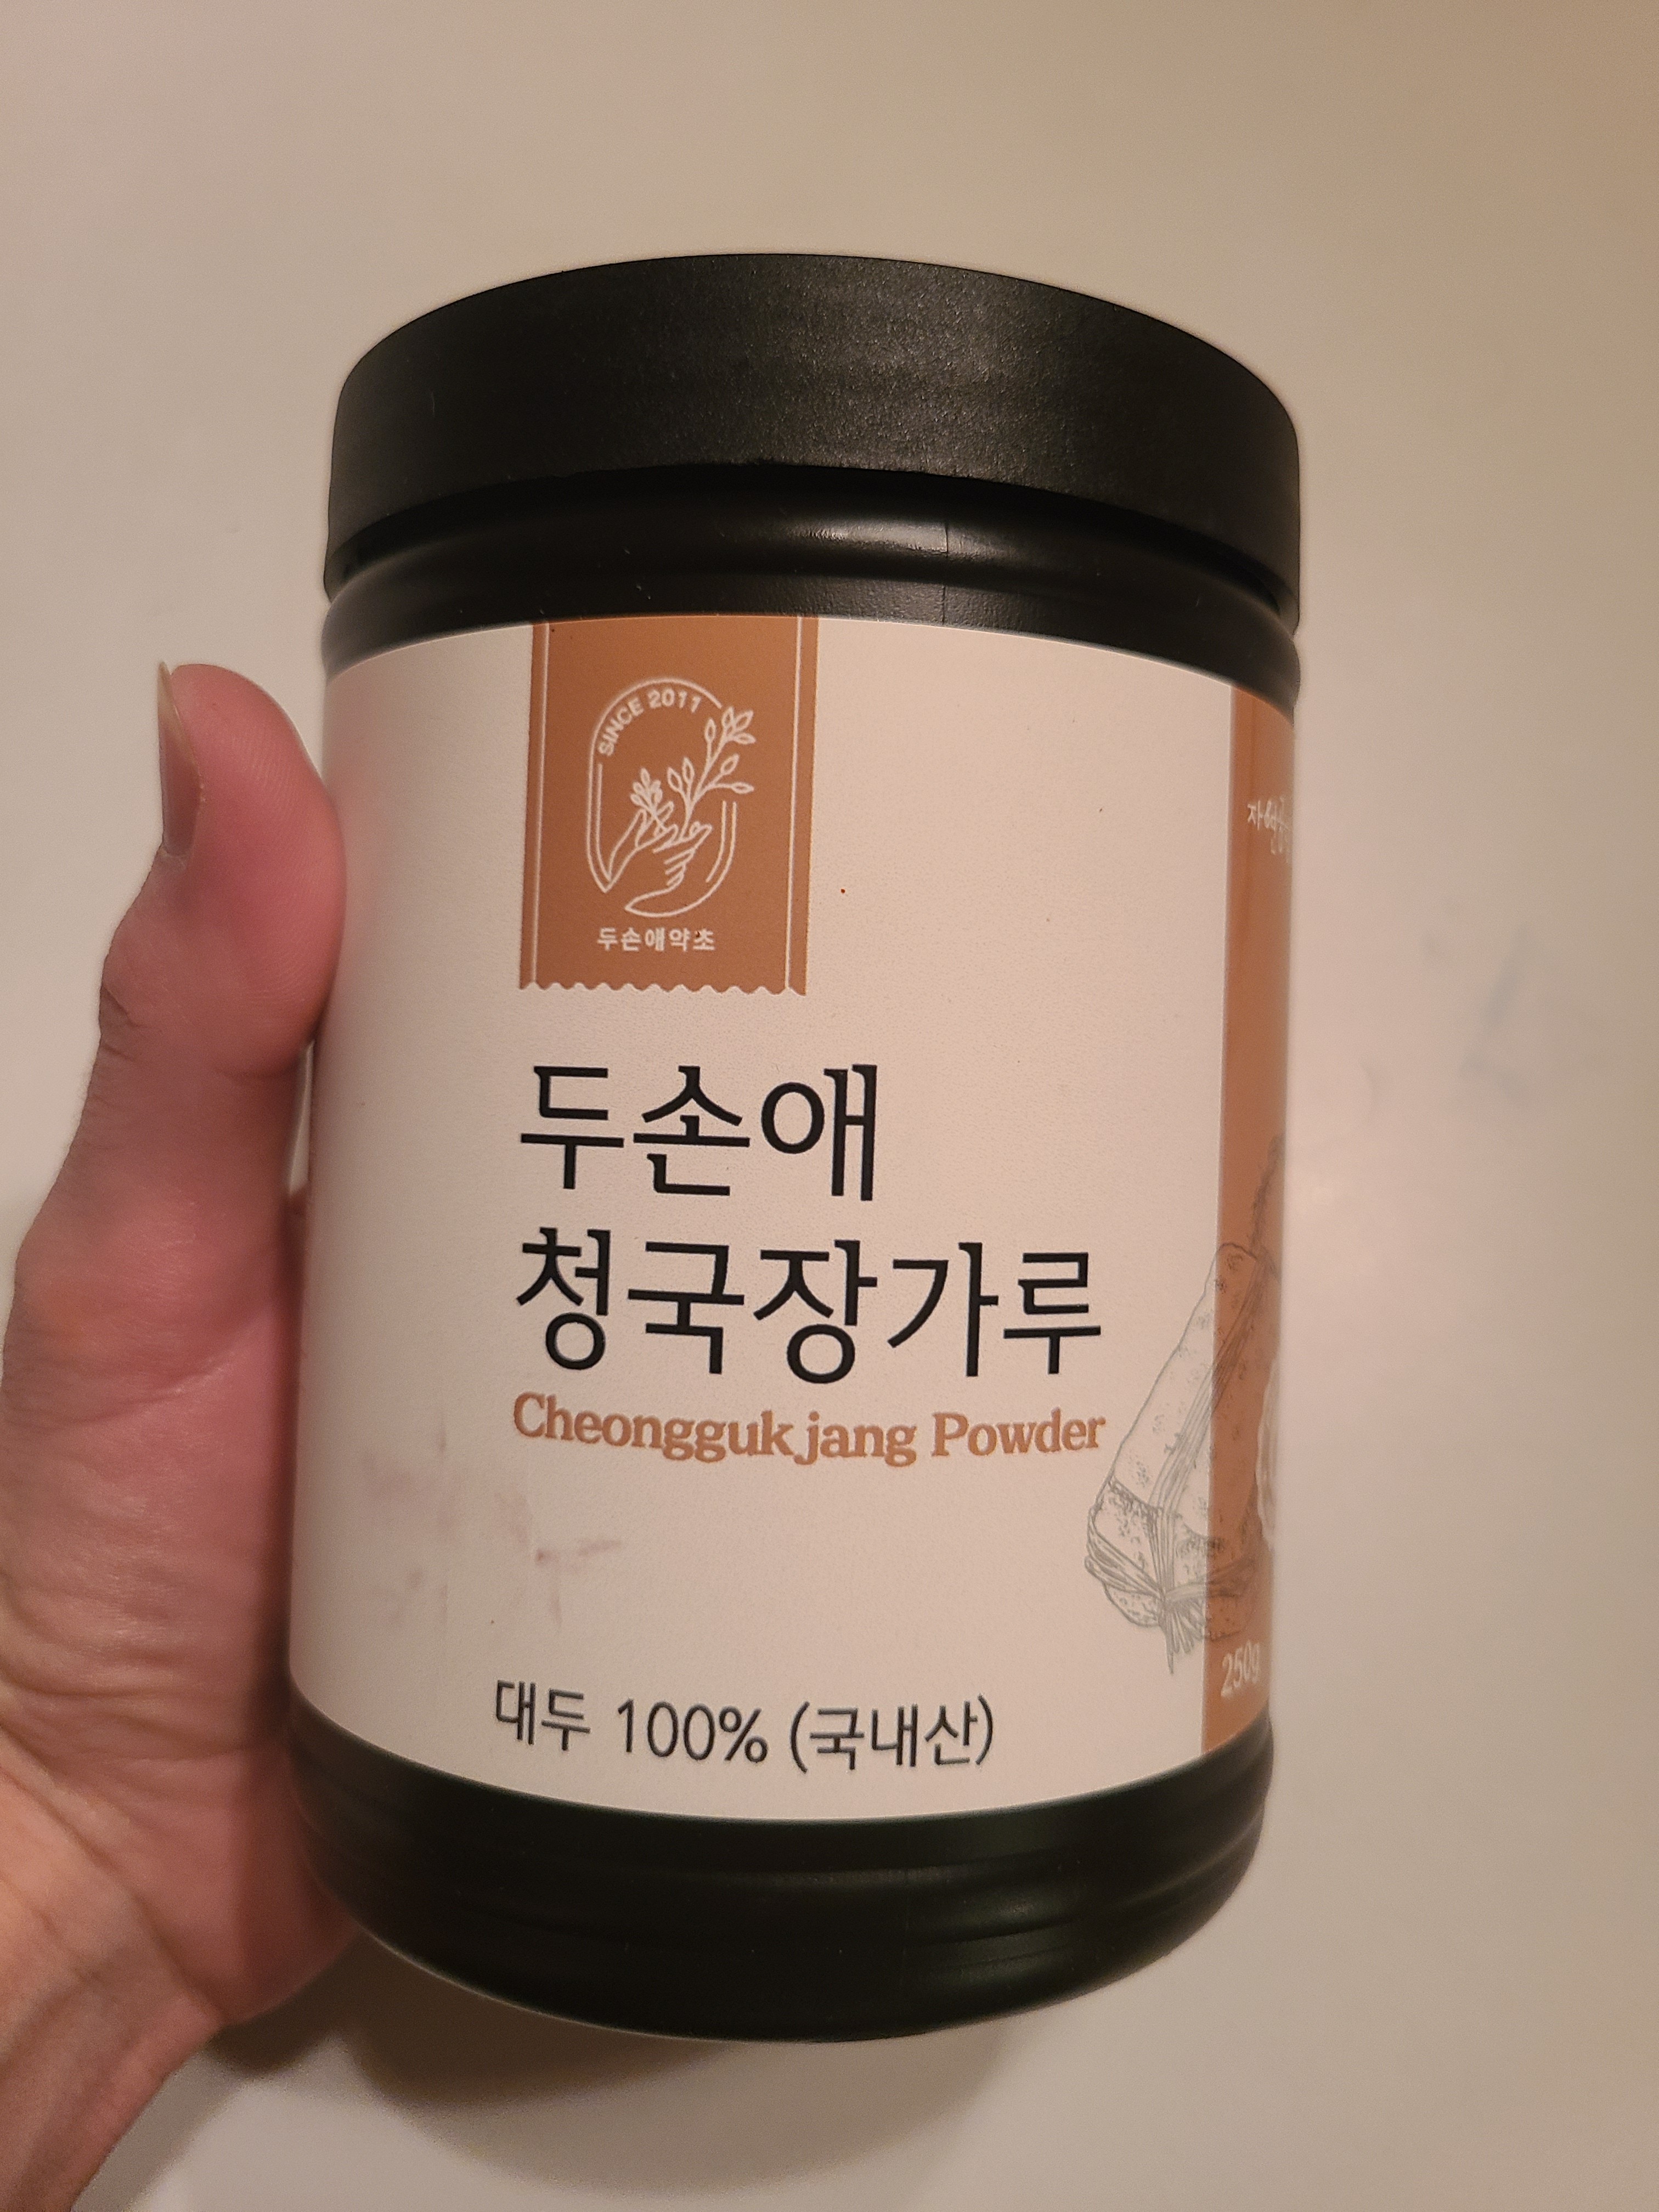 SINCE 2011
두손애약초
두손애
청국장가루
Cheonggukjang Powder
대두 100% (국내산)
250g